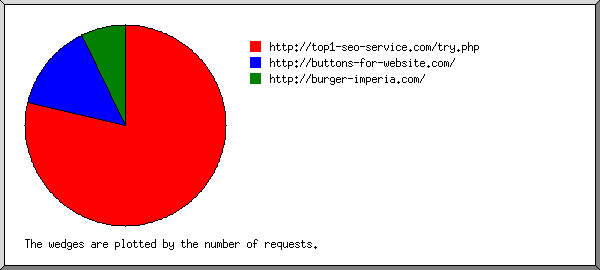 http://top1-seo-service.com/try.php
http://buttons-for-website.com/
http://burger-imperia.com/
The wedges are plotted by the number of requests.